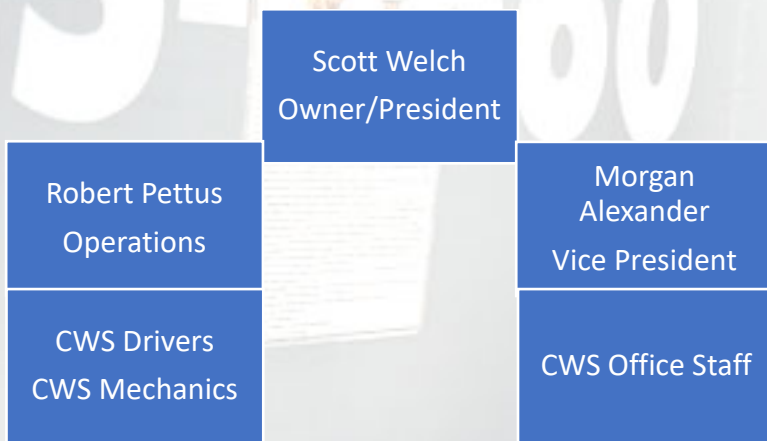 Scott Welch
Owner/President
Robert Pettus
Operations
Morgan
Alexander
Vice President
CWS Drivers
CWS Mechanics
CWS Office Staff